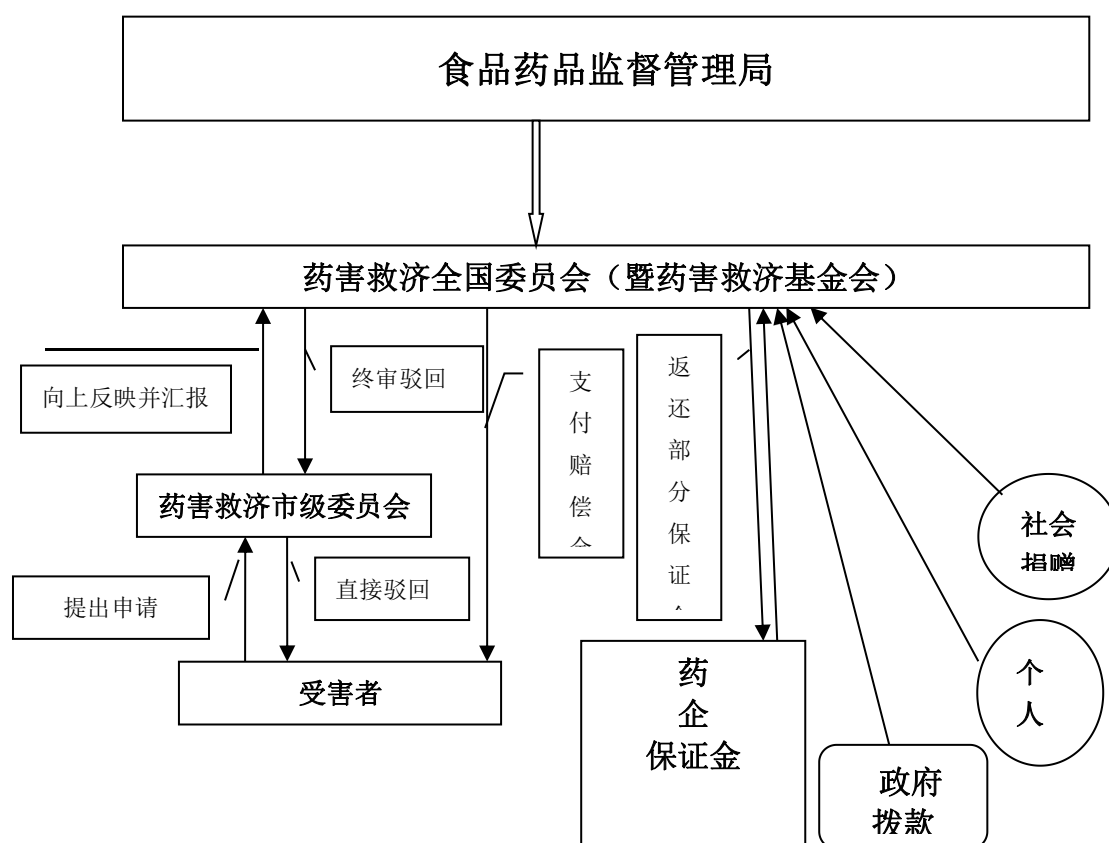 食品药品监督管理局
药害救济全国委员会（暨药害救济基金会）
向上反映并汇报
终审驳回
支
付
赔
偿
返
还
部
分
保
证
药害救济市级委员会
提出申请
直接驳回
受害者
药
企
保证金
政府
拨款
个
人
社会
捐赠